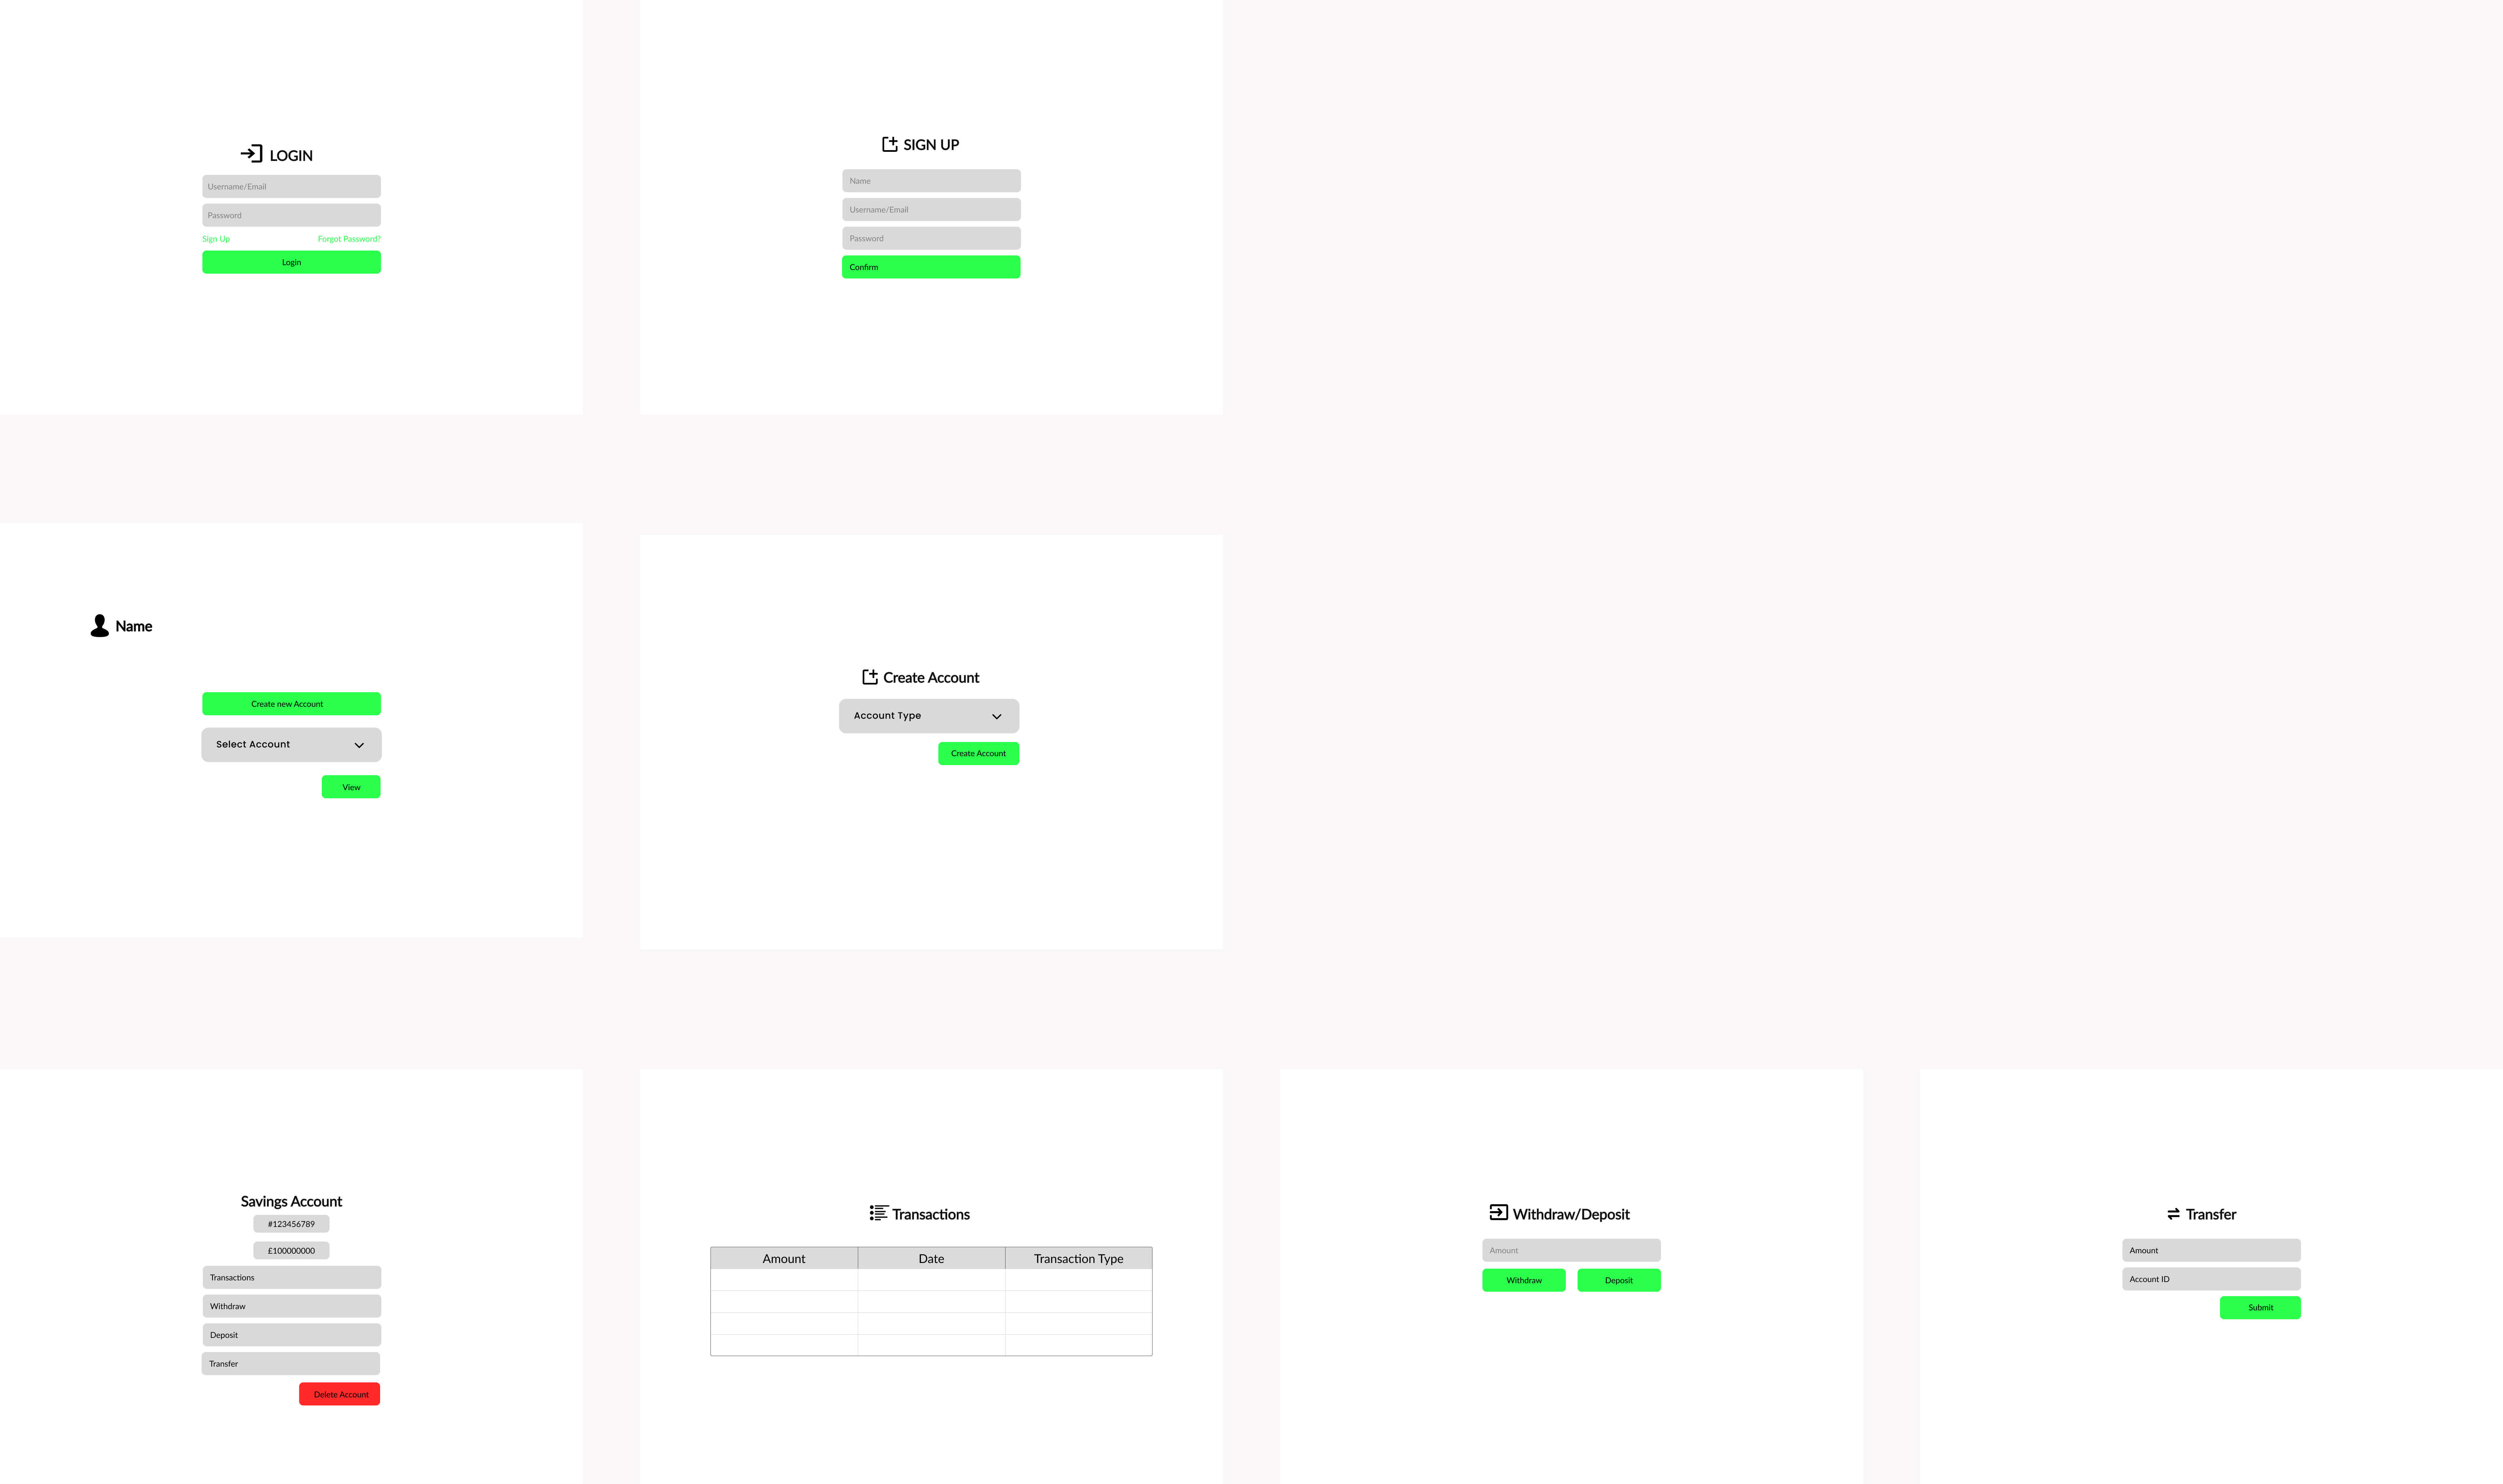 LOGIN
Username/Email
Password
Sign Up Forgot Password?
Login
SIGN UP
Name
Username/Email
Password
Confirm
Name
Create new Account
Select Account
View
Create Account
Account Type
Create Account
Savings Account
#123456789
£100000000
Transactions
Withdraw
Deposit
Transfer
Delete Account
Transactions
Amount Date Transaction Type
Withdraw/Deposit
Amount
Withdraw Deposit
Transfer
Amount
Account ID
Submit